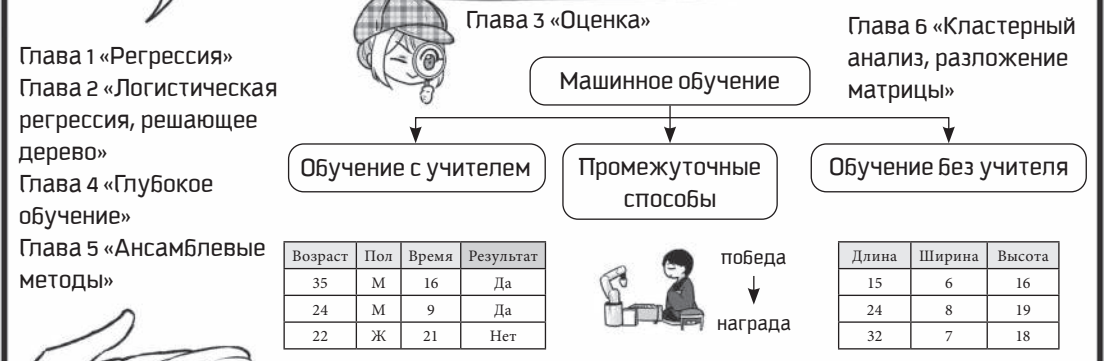 Глава 1 «Регрессия»
Глава 2 «Логистическая
регрессия, решающее
дерево»
Глава 4 «Глубокое
обучение»
Глава 5 «Ансамблевые
методы»
Глава 3 «Оценка»
Глава 6 «Кластерный
анализ, разложение
матрицы»
Машинное обучение
Обучение с учителем
Промежуточные
способы
Обучение без учителя
Возраст Пол Время Результат
35 М 16 Да
24 М 9 Да
22 Ж 21 Нет
победа
награда
Длина Ширина Высота
15 6 16
24 8 19
32 7 18